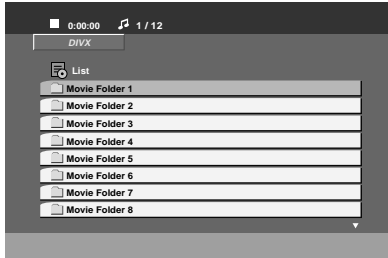 0:00:00 1 / 12
DIVX
List
Movie Folder 1
Movie Folder 2
Movie Folder 3
Movie Folder 4
Movie Folder 5
Movie Folder 6
Movie Folder 7
Movie Folder 8